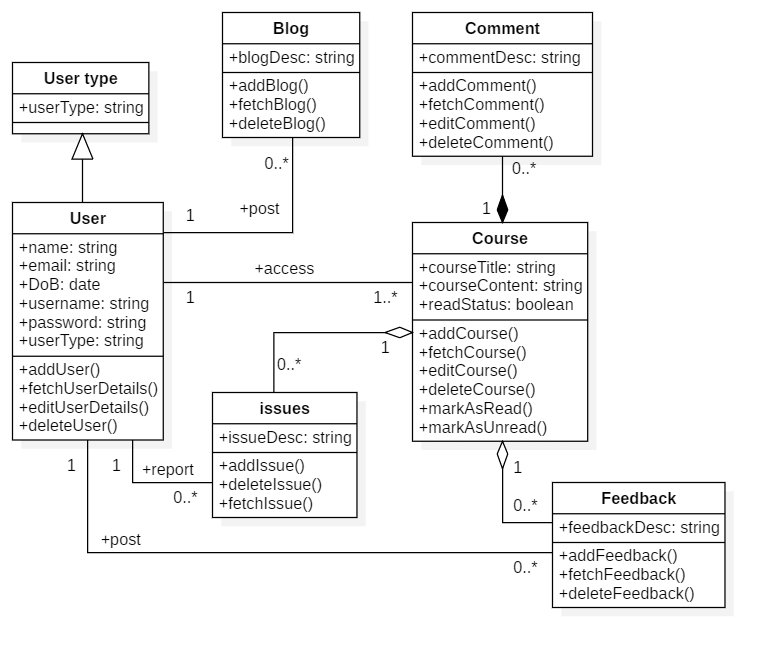 Blog
+blogDesc: string
+addBlog()
+fetchBlog()
+deleteBlog()
Comment
+commentDesc: string
+addComment()
+fetchComment()
+editComment()
+deleteComment()
User type
+userType: string
0..*
0..*
1
+post
1
User
+name: string
+email: string
+DoB: date
+username: string
+password: string
+userType: string
+addUser()
+fetchUserDetails()
+editUserDetails()
+deleteUser()
+access
1
1..*
Course
+courseTitle: string
+courseContent: string
+readStatus: boolean
+addCourse()
+fetchCourse()
+editCourse()
+deleteCourse()
+markAsRead()
+markAsUnread()
1
0..*
issues
+issueDesc: string
+addIssue()
+deleteIssue()
+fetchIssue()
1
1
+report
0..*
1
0..*
Feedback
+feedbackDesc: string
+addFeedback()
+fetchFeedback()
+deleteFeedback()
+post
0..*